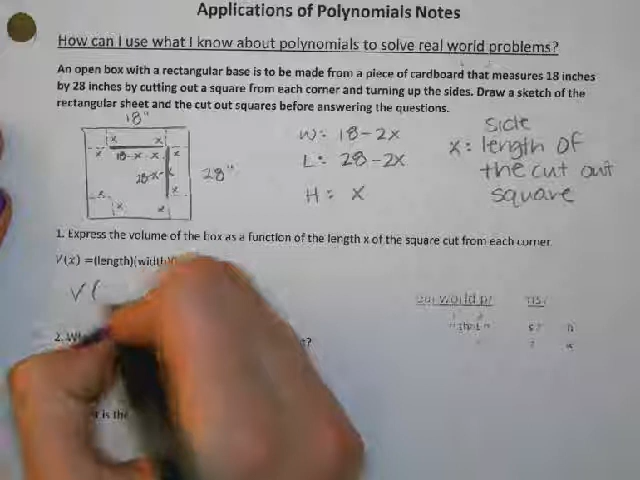 Applications of Polynomials Notes
How can I use what I know about polynomials to solve real world problems?
An open box with a rectangular base is to be made from a piece of cardboard that measures 18 inches
by 28 inches by cutting out a square from each corner and turning up the sides. Draw a sketch of the
rectangular sheet and the cut out squares before answering the questions.
18"
x x
x 18-x-x x
28-x-x
28"
x x
x x
W: 18-2x
L: 28-2x
H: x
side
x: length of
the cut out
square
1. Express the volume of the box as a function of the length x of the square cut from each corner.
V(x) =(length)(width)
V(
2. W
?
t is the